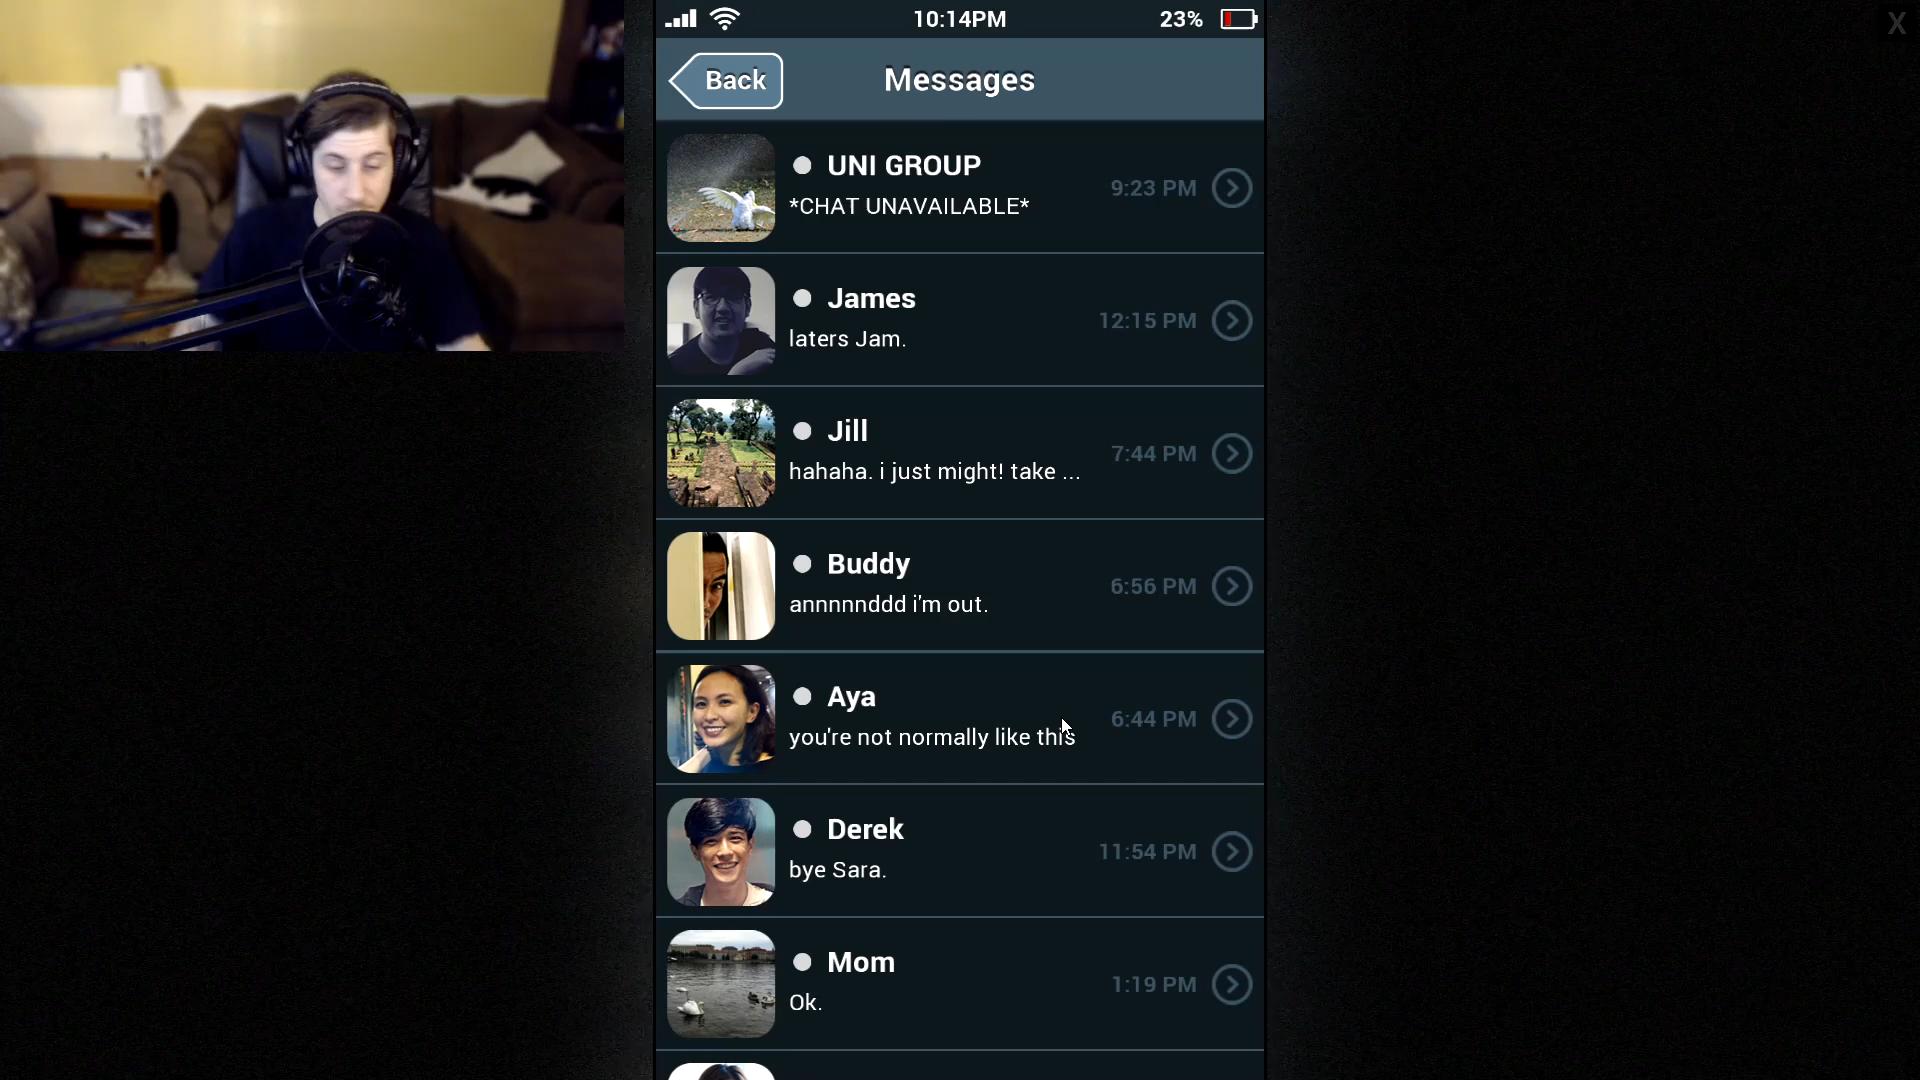 10:14PM
23%
X
Back
Messages
UNI GROUP
*CHAT UNAVAILABLE*
9:23 PM
James
laters Jam.
12:15 PM
Jill
hahaha. i just might! take ...
7:44 PM
Buddy
annnnnddd i'm out.
6:56 PM
Aya
you're not normally like this
6:44 PM
Derek
bye Sara.
11:54 PM
Mom
Ok.
1:19 PM